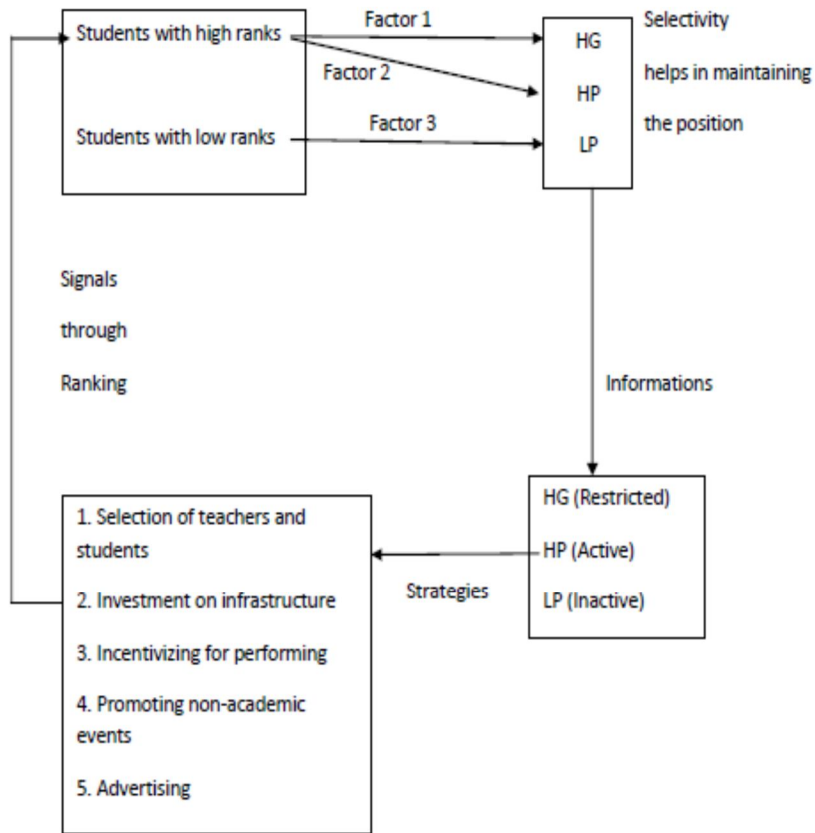 Students with high ranks
Students with low ranks
Factor 1
Factor 2
Factor 3
HG
HP
LP
Selectivity
helps in maintaining
the position
Signals
through
Ranking
Informations
HG (Restricted)
HP (Active)
LP (Inactive)
Strategies
1. Selection of teachers and
students
2. Investment on infrastructure
3. Incentivizing for performing
4. Promoting non-academic
events
5. Advertising